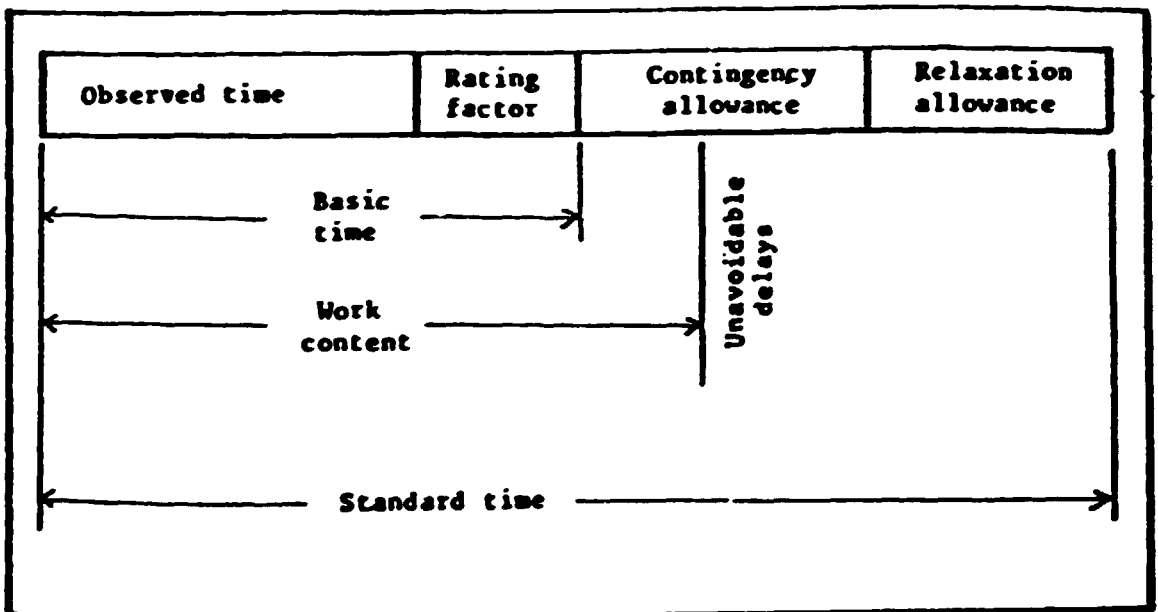 Observed time
Rating
factor
Contingency
allowance
Relaxation
allowance
Basic
time
Work
content
Unavoidable
delays
Standard time